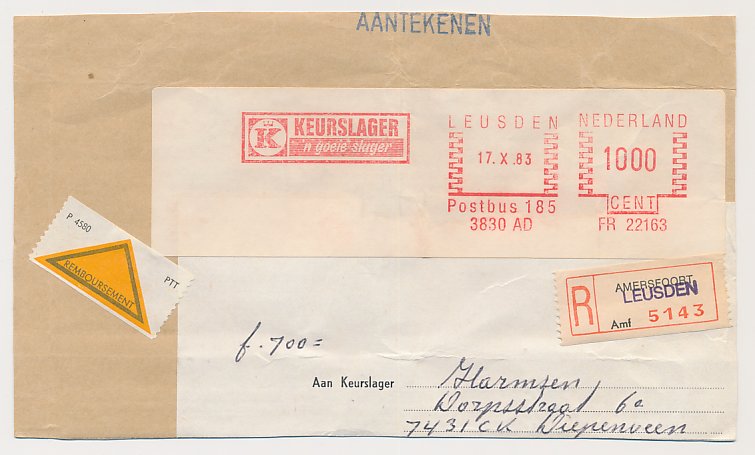 AANTEKENEN
K KEURSLAGER
'n goeie slager
LEUSDEN
17.X.83
Postbus 185
3830 AD
NEDERLAND
1000
CENT
FR 22163
P 4580
REMBOURSEMENT
PTT
R
AMERSFOORT
LEUSDEN
Amf 5143
f. 700=
Aan Keurslager Harmsen,
Dorpsstraat 6a
7431 CK Diepenveen